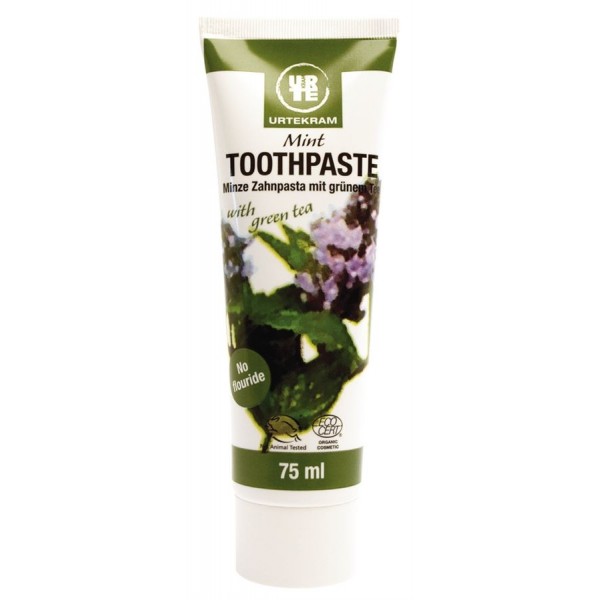 URTE
URTEKRAM
Mint
TOOTHPASTE
Minze Zahnpasta mit grünem
with green tea
No
flouride
Animal Tested
ECO
CERT
ORGANIC
COSMETIC
75 ml